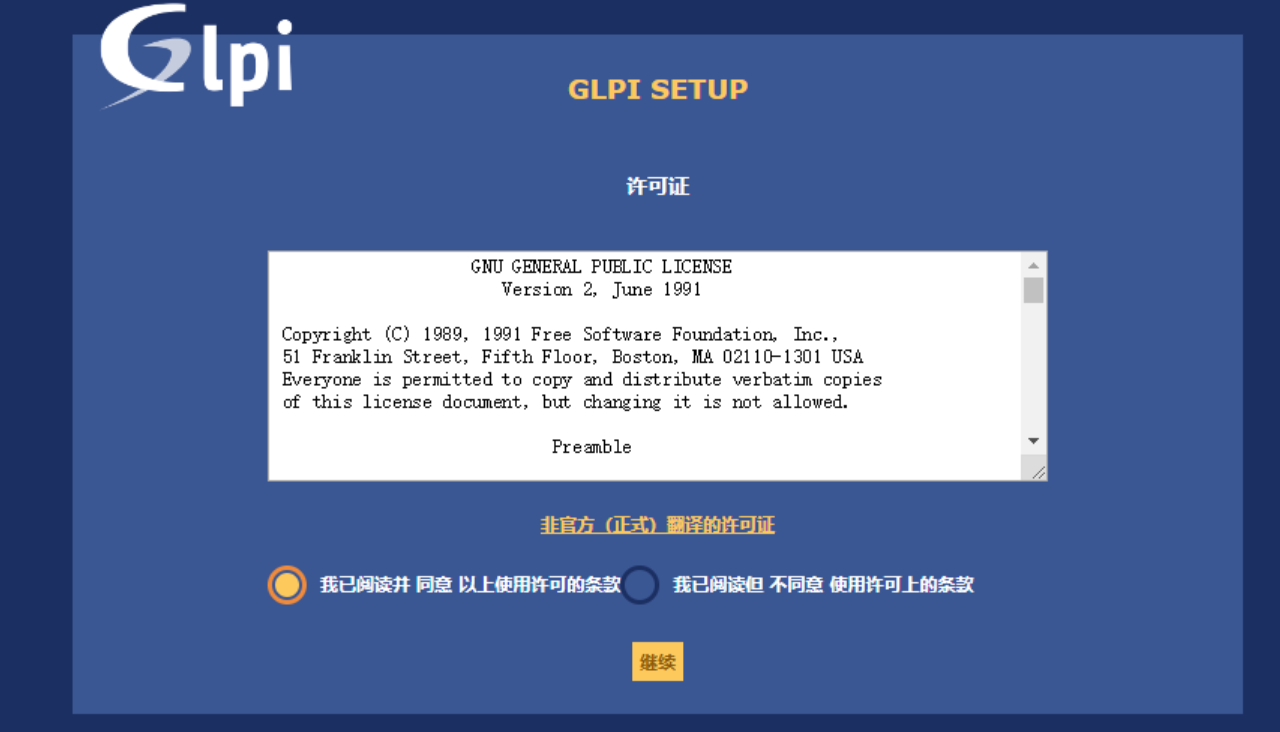 Glpi
GLPI SETUP
许可证
GNU GENERAL PUBLIC LICENSE
Version 2, June 1991
Copyright (C) 1989, 1991 Free Software Foundation, Inc.,
51 Franklin Street, Fifth Floor, Boston, MA 02110-1301 USA
Everyone is permitted to copy and distribute verbatim copies
of this license document, but changing it is not allowed.
Preamble
非官方（正式）翻译的许可证
我已阅读并 同意 以上使用许可的条款 我已阅读但 不同意 使用许可上的条款
继续